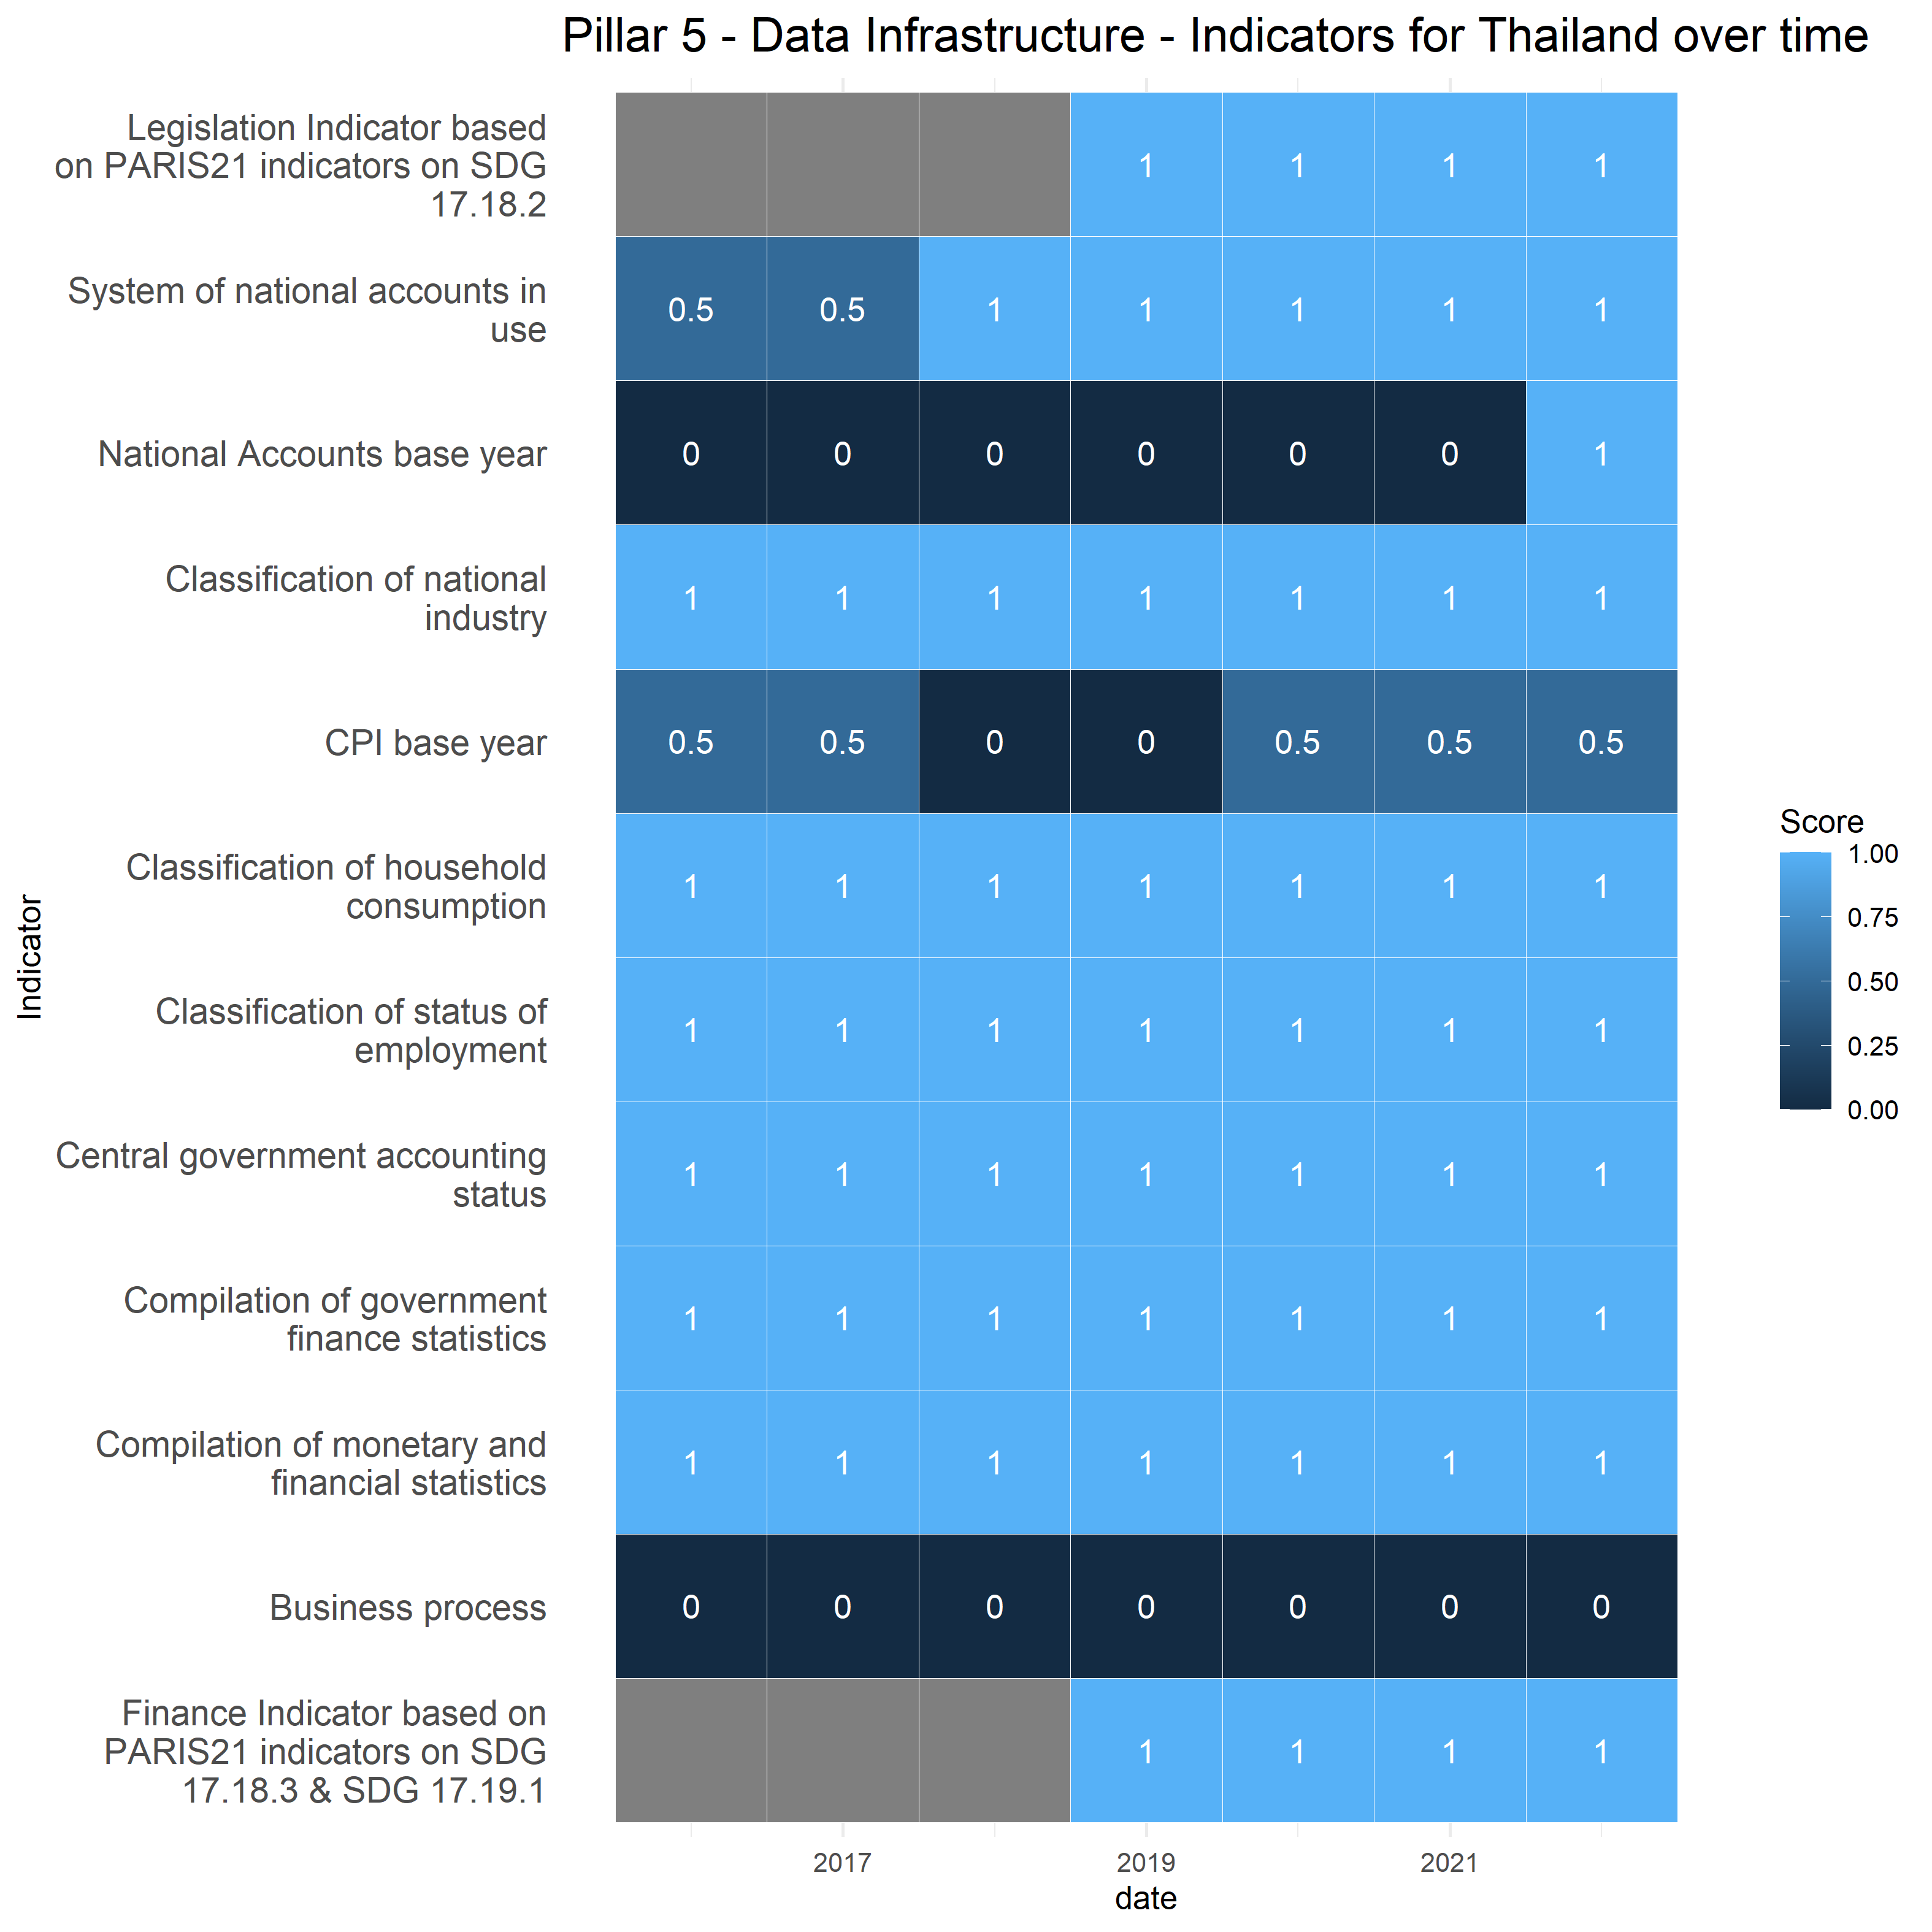 Pillar 5 - Data Infrastructure - Indicators for Thailand over time
Legislation Indicator based
on PARIS21 indicators on SDG
17.18.2
1 1 1 1
System of national accounts in
use
0.5 0.5 1 1 1 1 1
National Accounts base year
0 0 0 0 0 0 1
Classification of national
industry
1 1 1 1 1 1 1
CPI base year
0.5 0.5 0 0 0.5 0.5 0.5
Classification of household
consumption
1 1 1 1 1 1 1
Classification of status of
employment
1 1 1 1 1 1 1
Central government accounting
status
1 1 1 1 1 1 1
Compilation of government
finance statistics
1 1 1 1 1 1 1
Compilation of monetary and
financial statistics
1 1 1 1 1 1 1
Business process
0 0 0 0 0 0 0
Finance Indicator based on
PARIS21 indicators on SDG
17.18.3 & SDG 17.19.1
1 1 1 1
2017 2019 2021
date
Indicator
Score
1.00
0.75
0.50
0.25
0.00